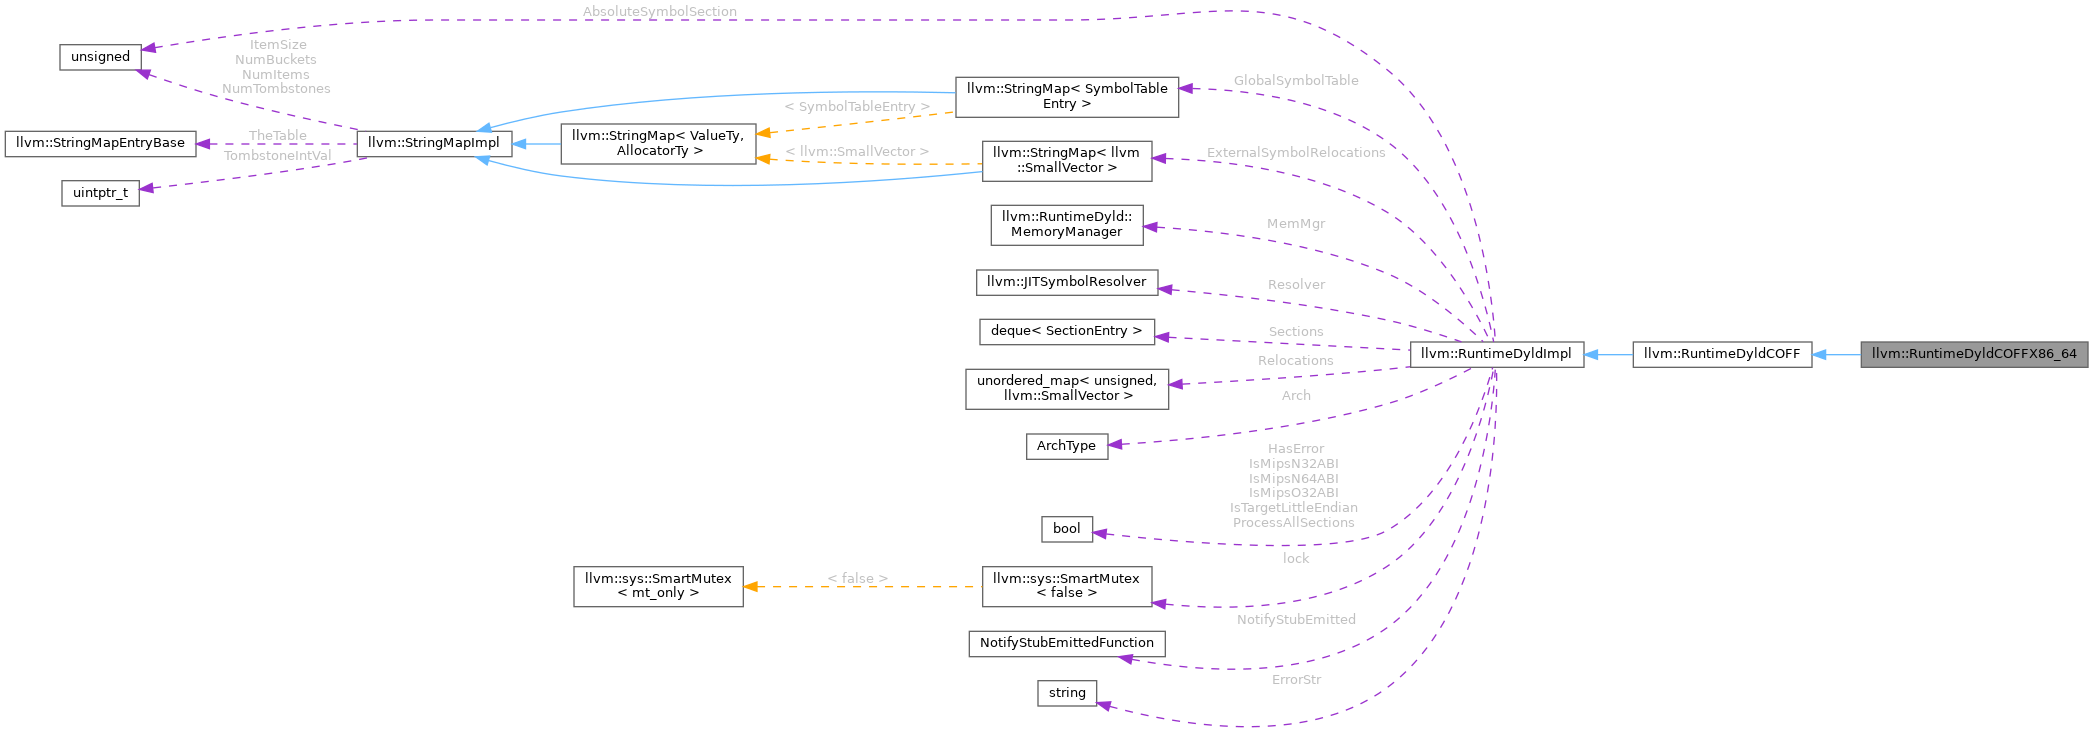 AbsoluteSymbolSection
unsigned
ItemSize
NumBuckets
NumItems
NumTombstones
llvm::StringMapEntryBase
TheTable
TombstoneIntVal
uintptr_t
llvm::StringMapImpl
llvm::StringMap< ValueTy,
AllocatorTy >
< SymbolTableEntry >
< llvm::SmallVector >
llvm::StringMap< SymbolTable
Entry >
GlobalSymbolTable
llvm::StringMap< llvm
::SmallVector >
ExternalSymbolRelocations
llvm::RuntimeDyld::
MemoryManager
MemMgr
llvm::JITSymbolResolver
Resolver
deque< SectionEntry >
Sections
unordered_map< unsigned,
llvm::SmallVector >
Relocations
llvm::RuntimeDyldImpl
llvm::RuntimeDyldCOFF
llvm::RuntimeDyldCOFFX86_64
ArchType
Arch
bool
HasError
IsMipsN32ABI
IsMipsN64ABI
IsMipsO32ABI
IsTargetLittleEndian
ProcessAllSections
llvm::sys::SmartMutex
< mt_only >
< false >
llvm::sys::SmartMutex
< false >
lock
NotifyStubEmittedFunction
NotifyStubEmitted
string
ErrorStr